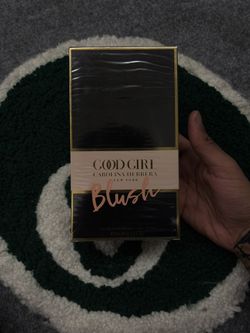 GOOD GIRL
CAROLINA HERRERA
NEW YORK
Blush